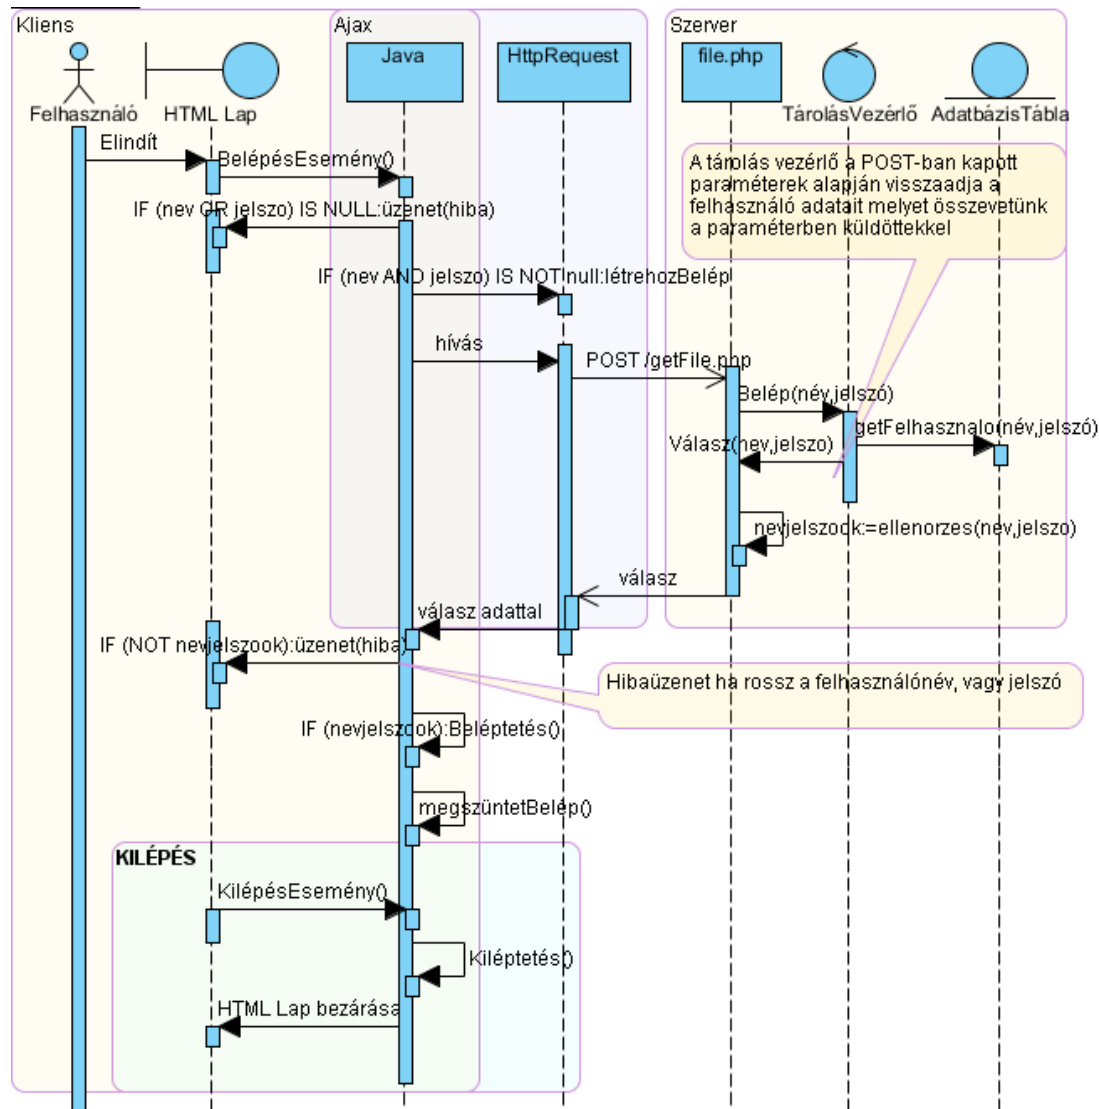 Kliens
Ajax
Szerver
Java
HttpRequest
file.php
Felhasználó
HTML Lap
TárolásVezérlő
AdatbázisTábla
Elindít
BelépésEsemény()
A tárolás vezérlő a POST-ban kapott
paraméterek alapján visszaadja a
felhasználó adatait melyet összevetünk
a paraméterben küldöttekkel
IF (nev OR jelszo) IS NULL:üzenet(hiba)
IF (nev AND jelszo) IS NOT null:létrehozBelép
hívás
POST /getFile.php
Belép(név,jelszó)
getFelhasznalo(név,jelszó)
Válasz(nev,jelszo)
nevjelszook:=ellenorzes(nev,jelszo)
válasz
válasz adattal
IF (NOT nevjelszook):üzenet(hiba)
Hibaüzenet ha rossz a felhasználónév, vagy jelszó
IF (nevjelszook):Beléptetés()
megszüntetBelép()
KILÉPÉS
KilépésEsemény()
Kiléptetés()
HTML Lap bezárása